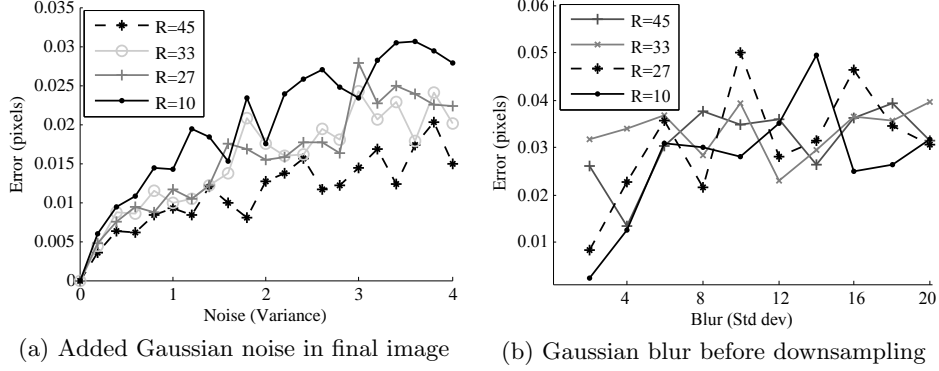 0.035
0.03
0.025
0.02
0.015
0.01
0.005
0
Error (pixels)
R=45
R=33
R=27
R=10
0 1 2 3 4
Noise (Variance)
(a) Added Gaussian noise in final image
0.06
0.05
0.04
0.03
0.02
0.01
Error (pixels)
R=45
R=33
R=27
R=10
4 8 12 16 20
Blur (Std dev)
(b) Gaussian blur before downsampling